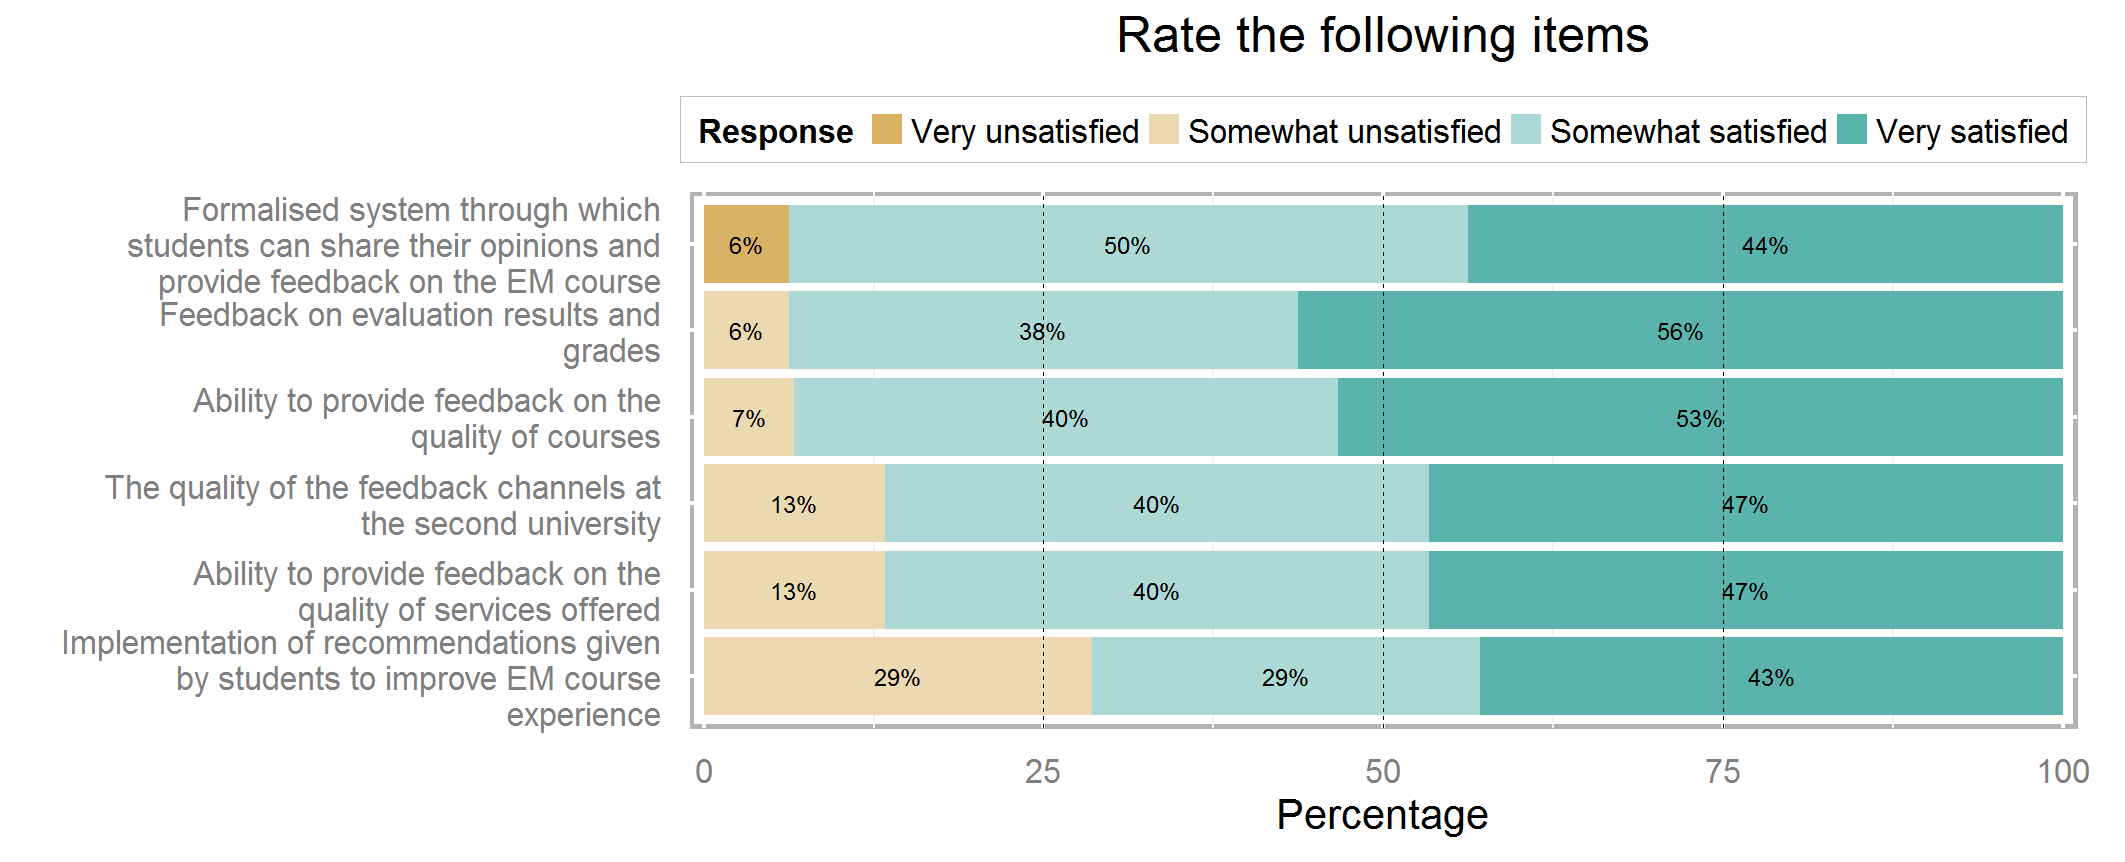 Rate the following items
Response Very unsatisfied Somewhat unsatisfied Somewhat satisfied Very satisfied
Formalised system through which
students can share their opinions and
provide feedback on the EM course
6% 50% 44%
Feedback on evaluation results and
grades
6% 38% 56%
Ability to provide feedback on the
quality of courses
7% 40% 53%
The quality of the feedback channels at
the second university
13% 40% 47%
Ability to provide feedback on the
quality of services offered
13% 40% 47%
Implementation of recommendations given
by students to improve EM course
experience
29% 29% 43%
0 25 50 75 100
Percentage